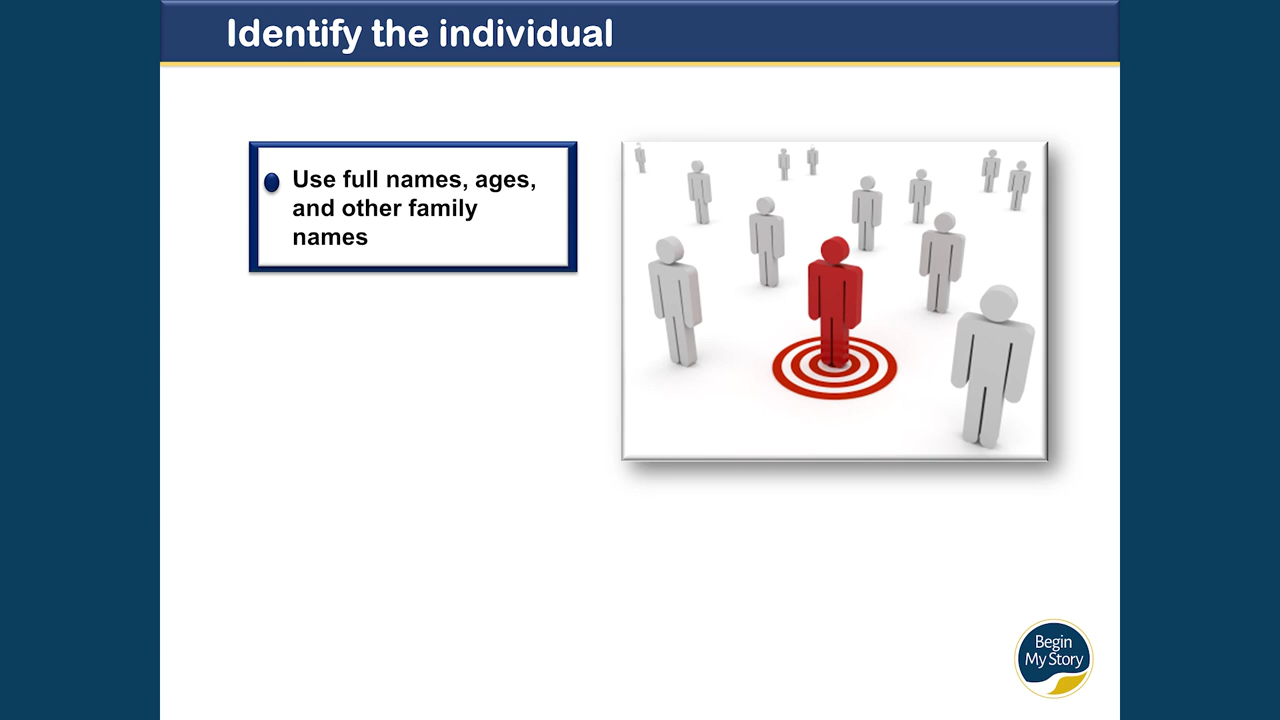 Identify the individual
Use full names, ages,
and other family
names
Begin
My Story